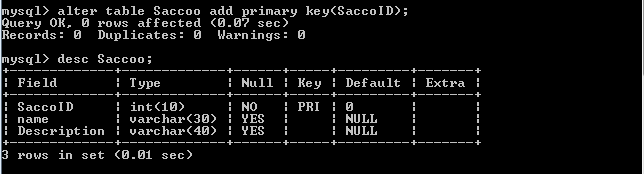 mysql> alter table Saccoo add primary key(SaccoID);
Query OK, 0 rows affected (0.07 sec)
Records: 0  Duplicates: 0  Warnings: 0
mysql> desc Saccoo;
+-------------+-------------+------+-----+---------+-------+
| Field       | Type        | Null | Key | Default | Extra |
+-------------+-------------+------+-----+---------+-------+
| SaccoID     | int(10)     | NO   | PRI | 0       |       |
| name        | varchar(30) | YES  |     | NULL    |       |
| Description | varchar(40) | YES  |     | NULL    |       |
+-------------+-------------+------+-----+---------+-------+
3 rows in set (0.01 sec)